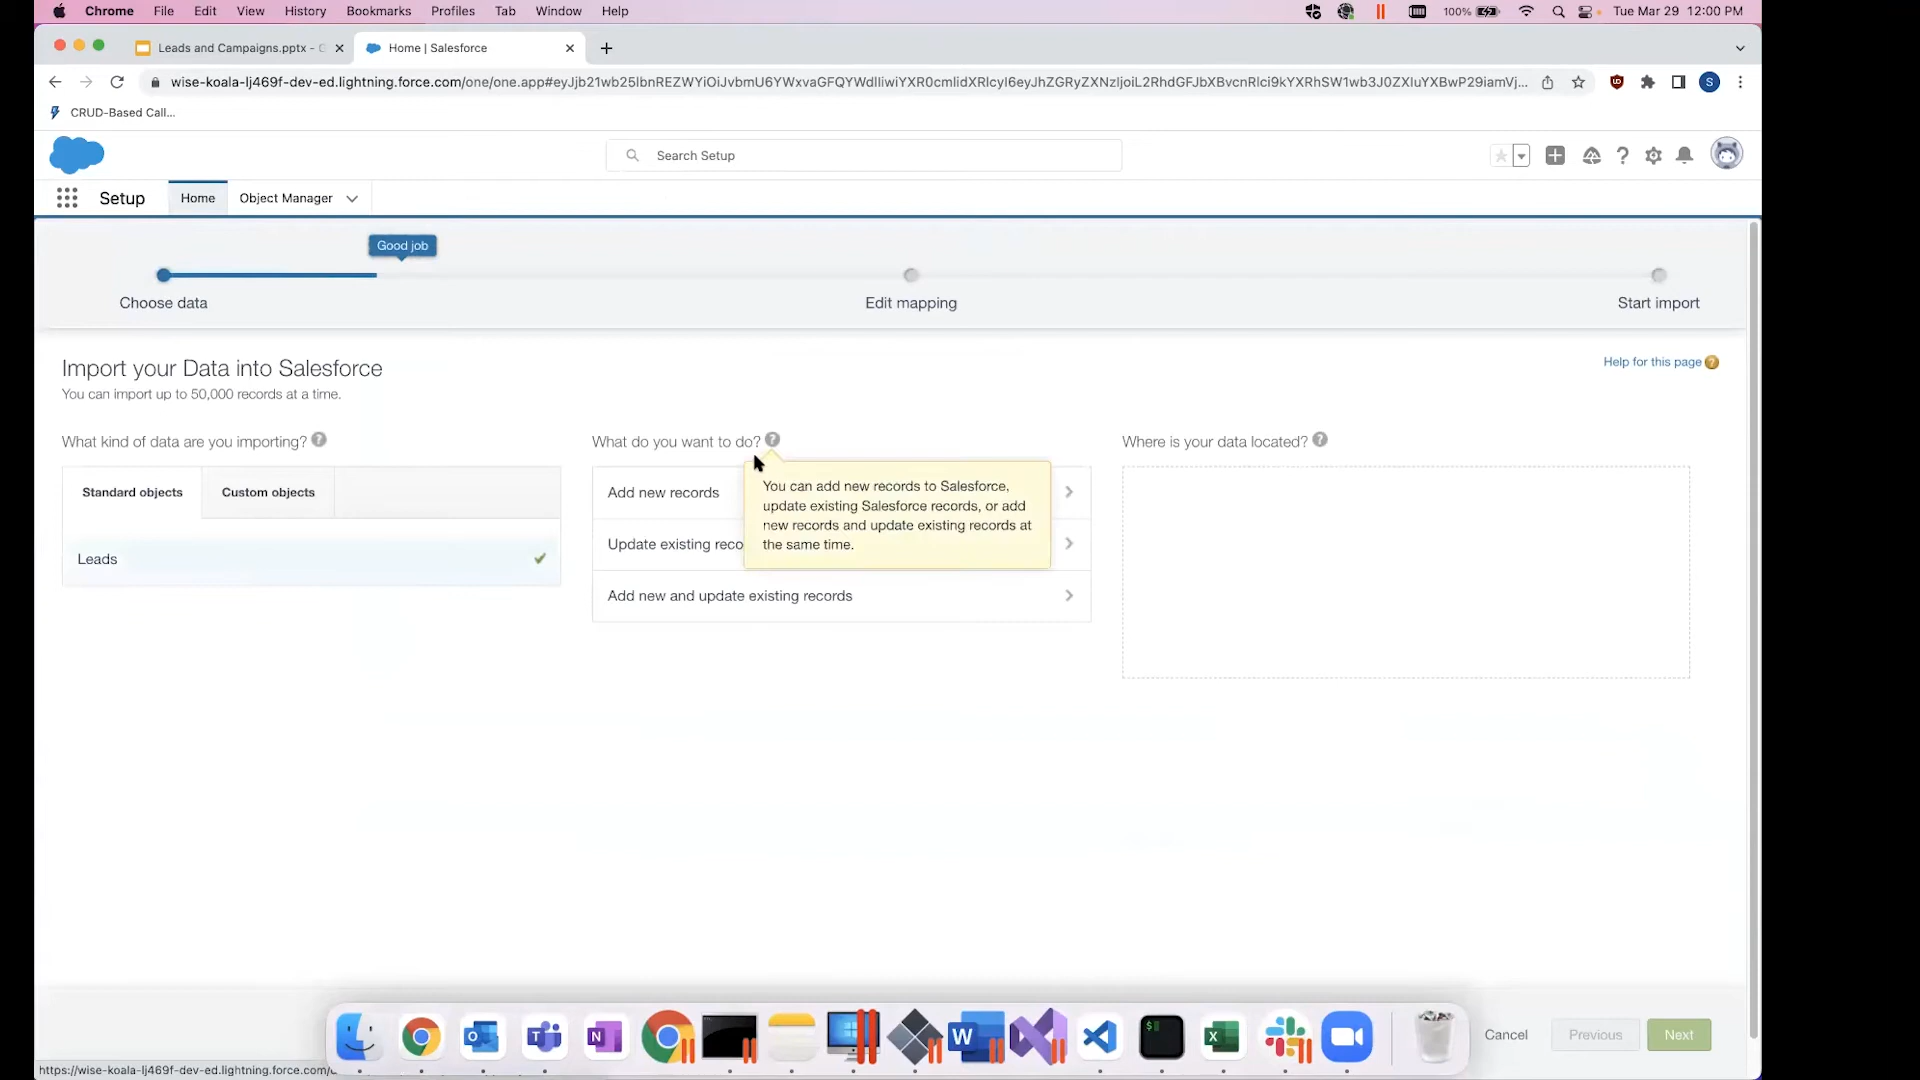 Chrome File Edit View History Bookmarks Profiles Tab Window Help 100% Tue Mar 29 12:00 PM
Leads and Campaigns.pptx - Home | Salesforce
wise-koala-lj469f-dev-ed.lightning.force.com
CRUD-Based Call...
Search Setup
Setup Home Object Manager
Good job
Choose data Edit mapping Start import
Import your Data into Salesforce
Help for this page
You can import up to 50,000 records at a time.
What kind of data are you importing? What do you want to do? Where is your data located?
Standard objects Custom objects
Add new records
You can add new records to Salesforce,
update existing Salesforce records, or add
new records and update existing records at
the same time.
Update existing reco
Leads
Add new and update existing records
Cancel Previous Next
https://wise-koala-lj469f-dev-ed.lightning.force.com/